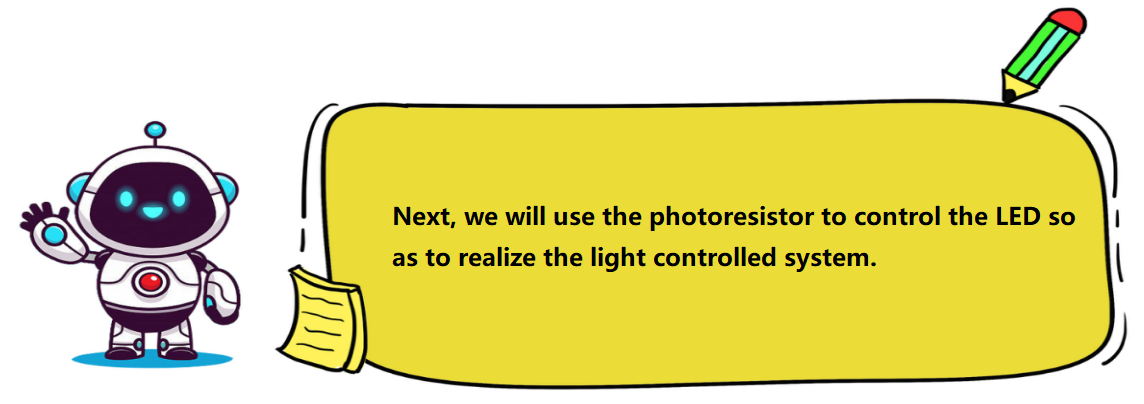 Next, we will use the photoresistor to control the LED so
as to realize the light controlled system.